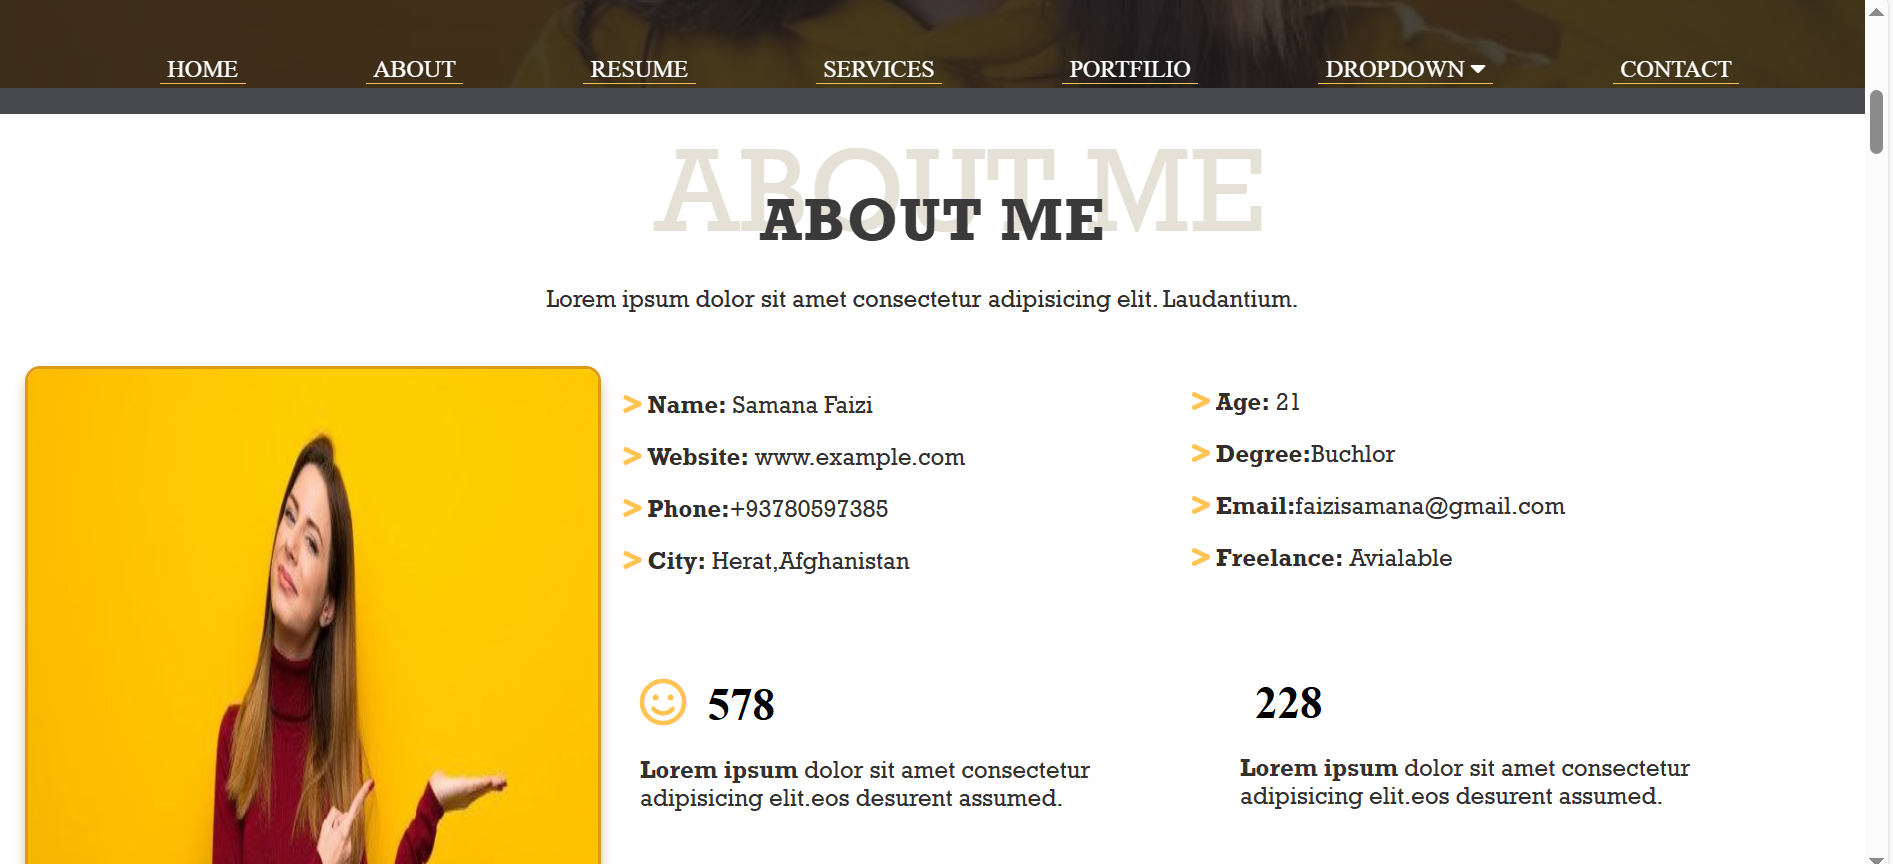 HOME ABOUT RESUME SERVICES PORTFILIO DROPDOWN CONTACT
ABOUT ME
ABOUT ME
Lorem ipsum dolor sit amet consectetur adipisicing elit. Laudantium.
> Name: Samana Faizi
> Website: www.example.com
> Phone:+93780597385
> City: Herat,Afghanistan
> Age: 21
> Degree:Buchlor
> Email:faizisamana@gmail.com
> Freelance: Avialable
578
Lorem ipsum dolor sit amet consectetur
adipisicing elit.eos desurent assumed.
228
Lorem ipsum dolor sit amet consectetur
adipisicing elit.eos desurent assumed.